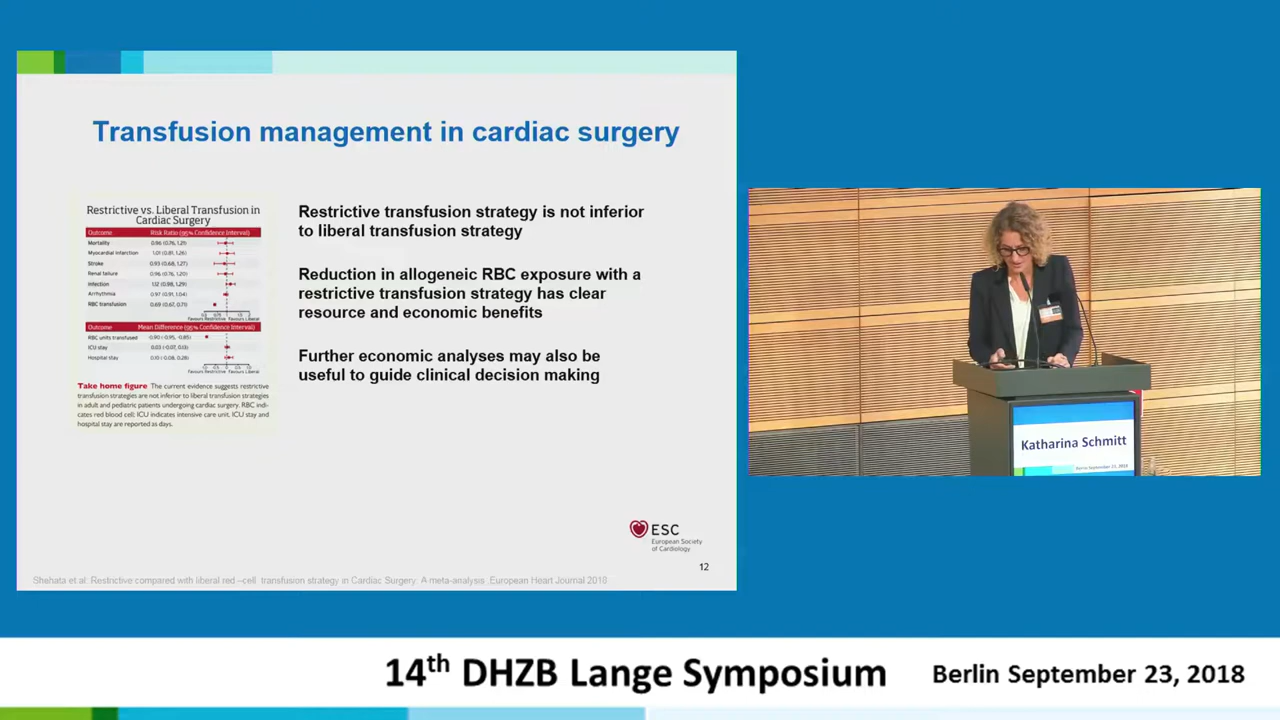 Transfusion management in cardiac surgery
Restrictive vs. Liberal Transfusion in
Cardiac Surgery
Outcome Risk Ratio (95% Confidence Interval)
Mortality 0.96 (0.76, 1.21)
Myocardial infarction 1.01 (0.81, 1.26)
Stroke 0.93 (0.68, 1.27)
Renal failure 0.96 (0.76, 1.20)
Infection 1.12 (0.98, 1.29)
Arrhythmia 0.97 (0.91, 1.04)
RBC transfusion 0.69 (0.67, 0.71)
Favours Restrictive Favours Liberal
Outcome Mean Difference (95% Confidence Interval)
RBC units transfused -0.90 (-0.95, -0.85)
ICU stay 0.03 (-0.07, 0.13)
Hospital stay 0.10 (-0.08, 0.28)
Favours Restrictive Favours Liberal
Take home figure The current evidence suggests restrictive
transfusion strategies are not inferior to liberal transfusion strategies
in adult and pediatric patients undergoing cardiac surgery. RBC indi-
cates red blood cell; ICU indicates intensive care unit. ICU stay and
hospital stay are reported as days.
Restrictive transfusion strategy is not inferior
to liberal transfusion strategy
Reduction in allogeneic RBC exposure with a
restrictive transfusion strategy has clear
resource and economic benefits
Further economic analyses may also be
useful to guide clinical decision making
ESC
European Society
of Cardiology
12
Shehata et al: Restrictive compared with liberal red –cell transfusion strategy in Cardiac Surgery: A meta-analysis .European Heart Journal 2018
Katharina Schmitt
Berlin September 23, 2018
14th DHZB Lange Symposium
Berlin September 23, 2018